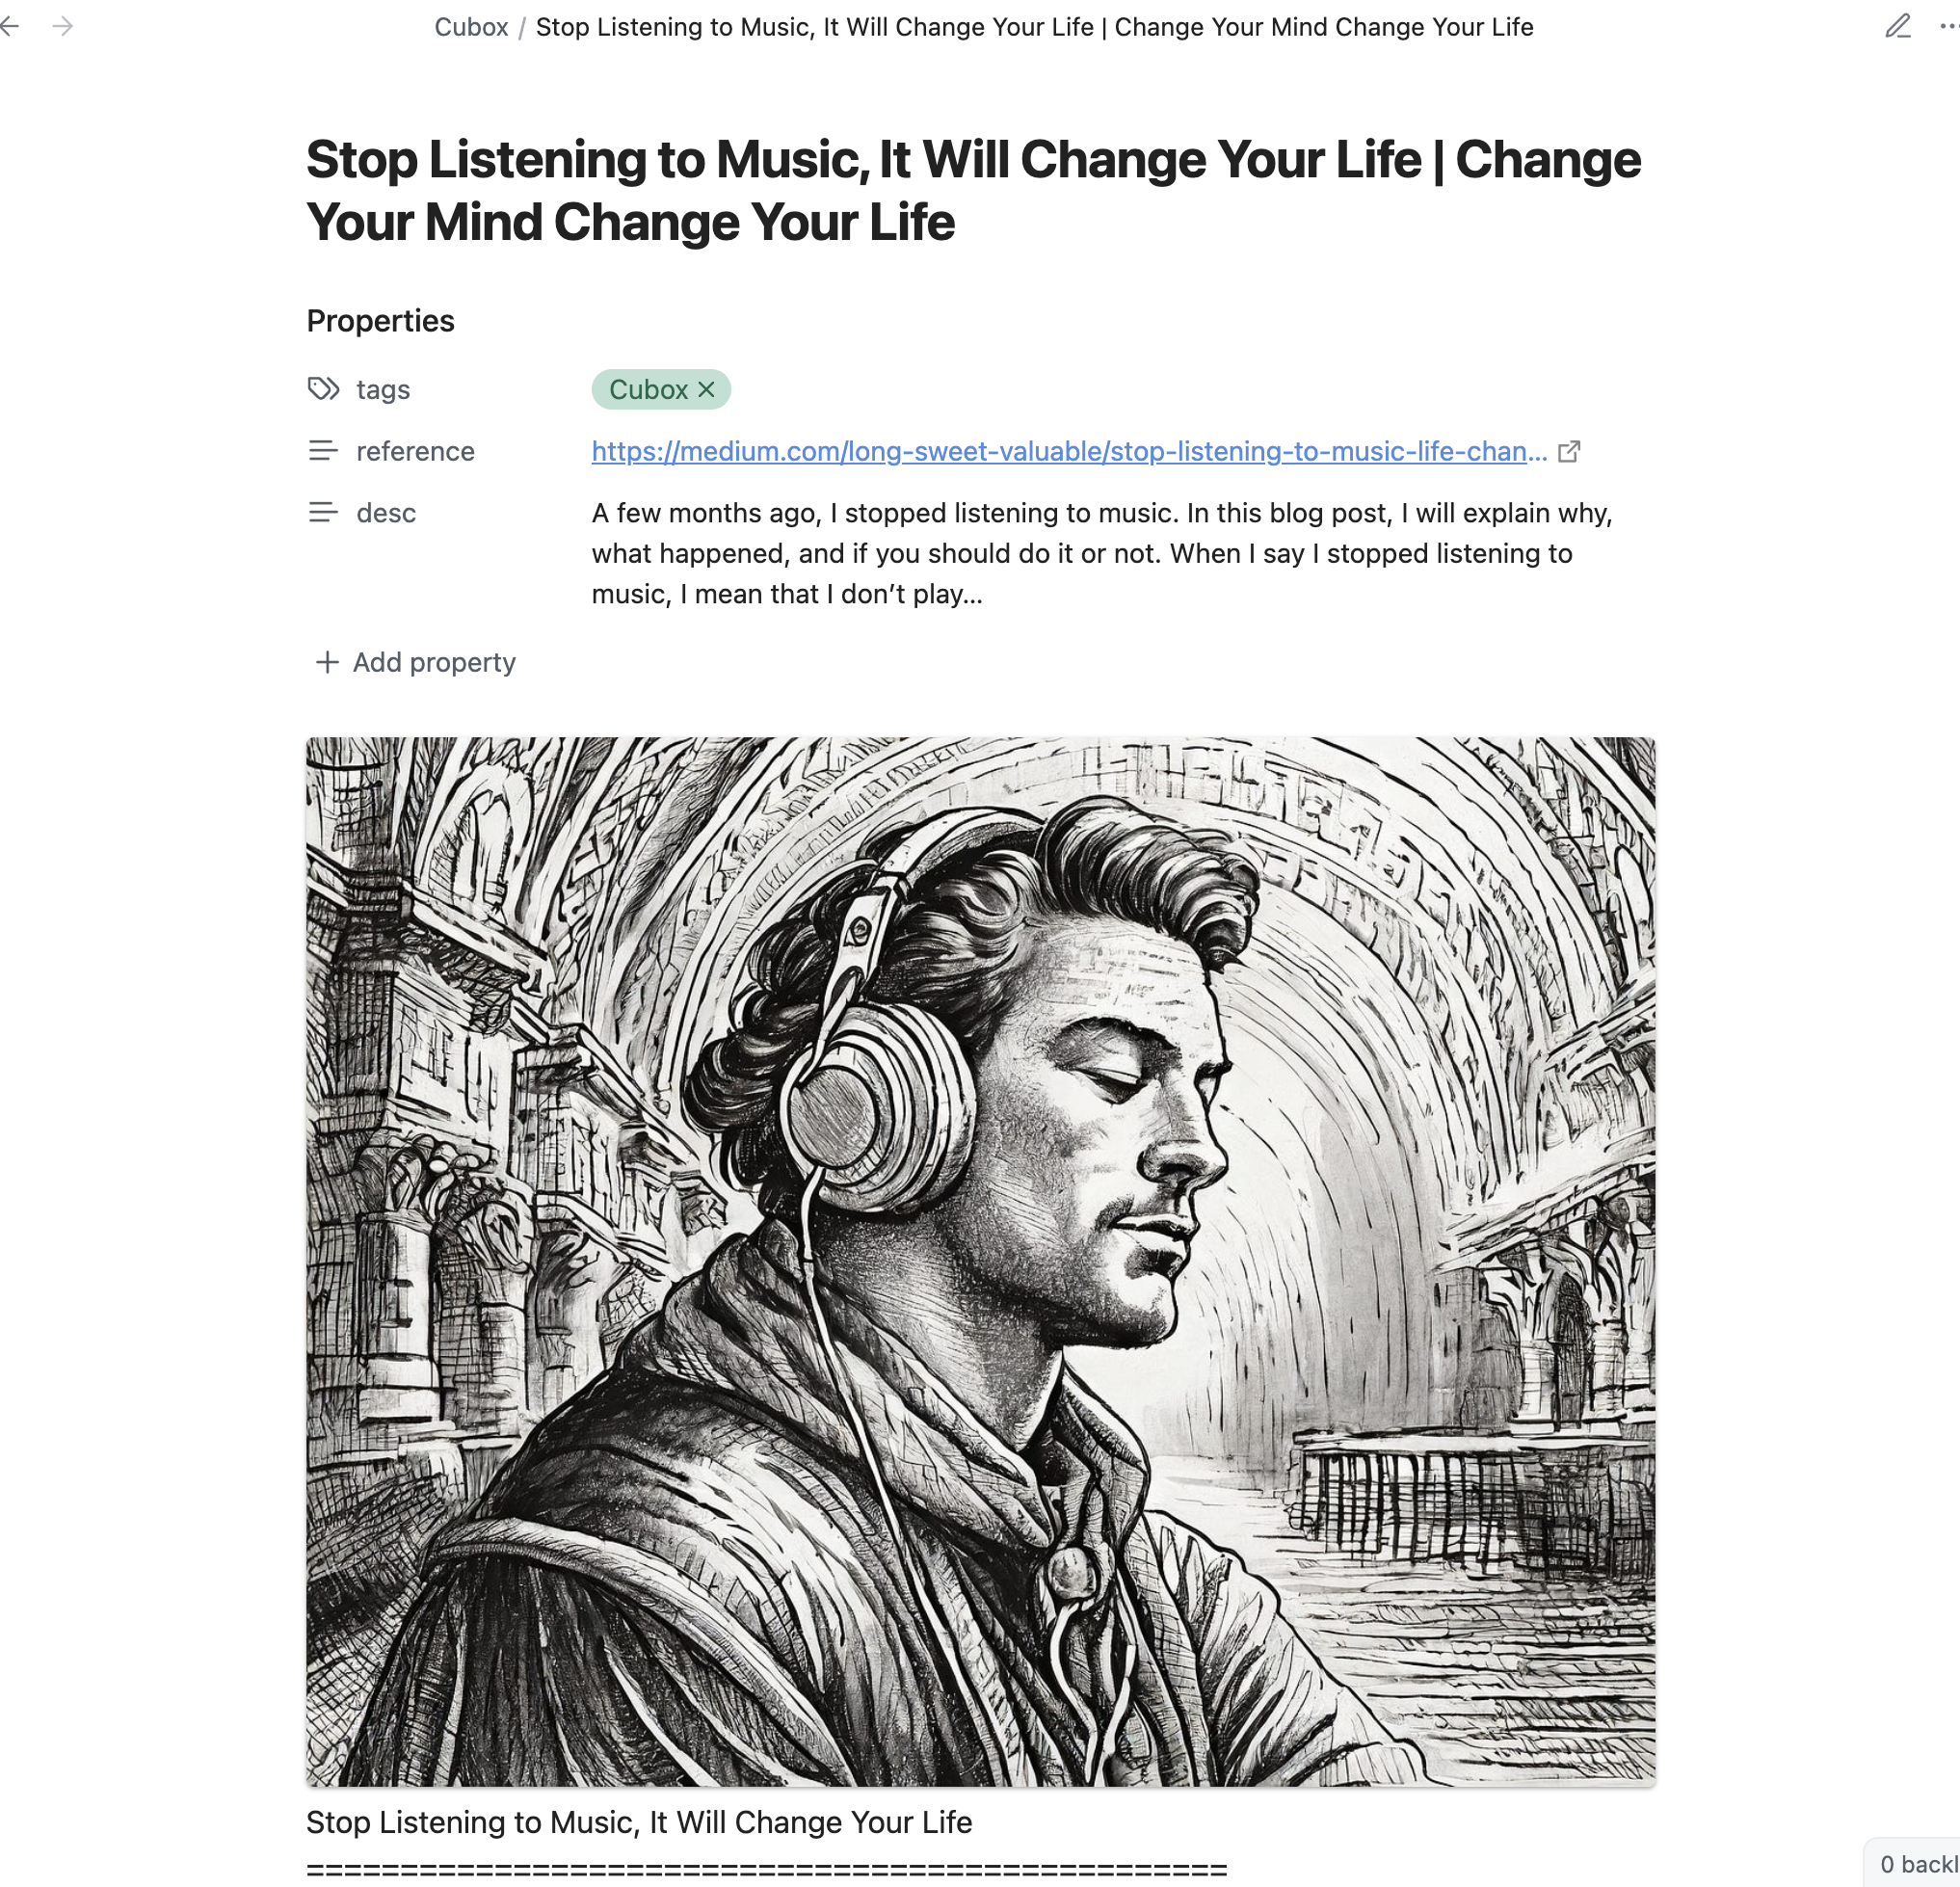 Cubox / Stop Listening to Music, It Will Change Your Life | Change Your Mind Change Your Life
Stop Listening to Music, It Will Change Your Life | Change
Your Mind Change Your Life
Properties
tags Cubox
reference https://medium.com/long-sweet-valuable/stop-listening-to-music-life-chan...
desc A few months ago, I stopped listening to music. In this blog post, I will explain why,
what happened, and if you should do it or not. When I say I stopped listening to
music, I mean that I don’t play...
Add property
Stop Listening to Music, It Will Change Your Life
=================================================
0 backl